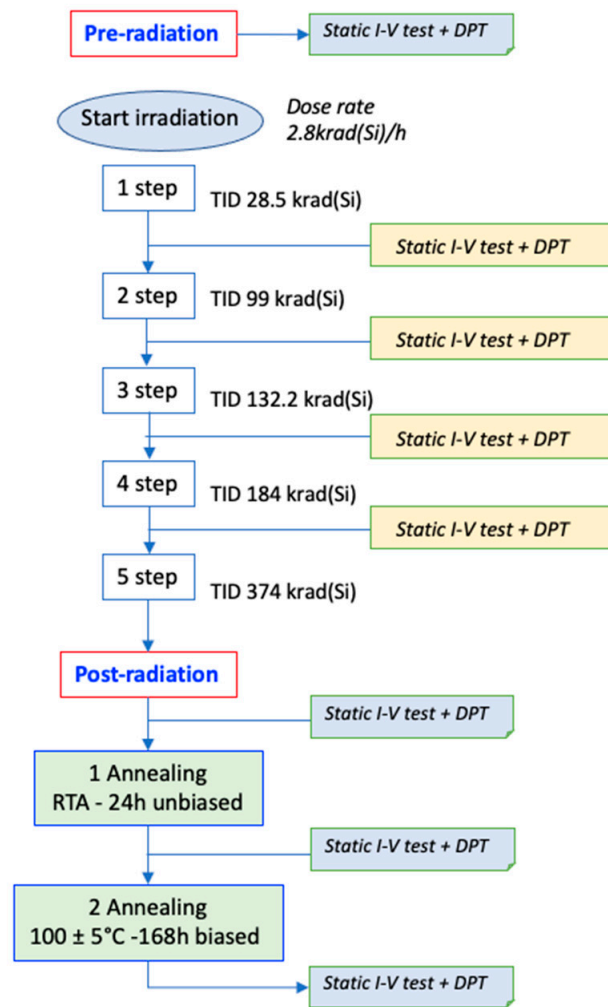 Pre-radiation
Static I-V test + DPT
Start irradiation
Dose rate
2.8krad(Si)/h
1 step
TID 28.5 krad(Si)
Static I-V test + DPT
2 step
TID 99 krad(Si)
Static I-V test + DPT
3 step
TID 132.2 krad(Si)
Static I-V test + DPT
4 step
TID 184 krad(Si)
Static I-V test + DPT
5 step
TID 374 krad(Si)
Post-radiation
Static I-V test + DPT
1 Annealing
RTA - 24h unbiased
Static I-V test + DPT
2 Annealing
100 ± 5°C -168h biased
Static I-V test + DPT